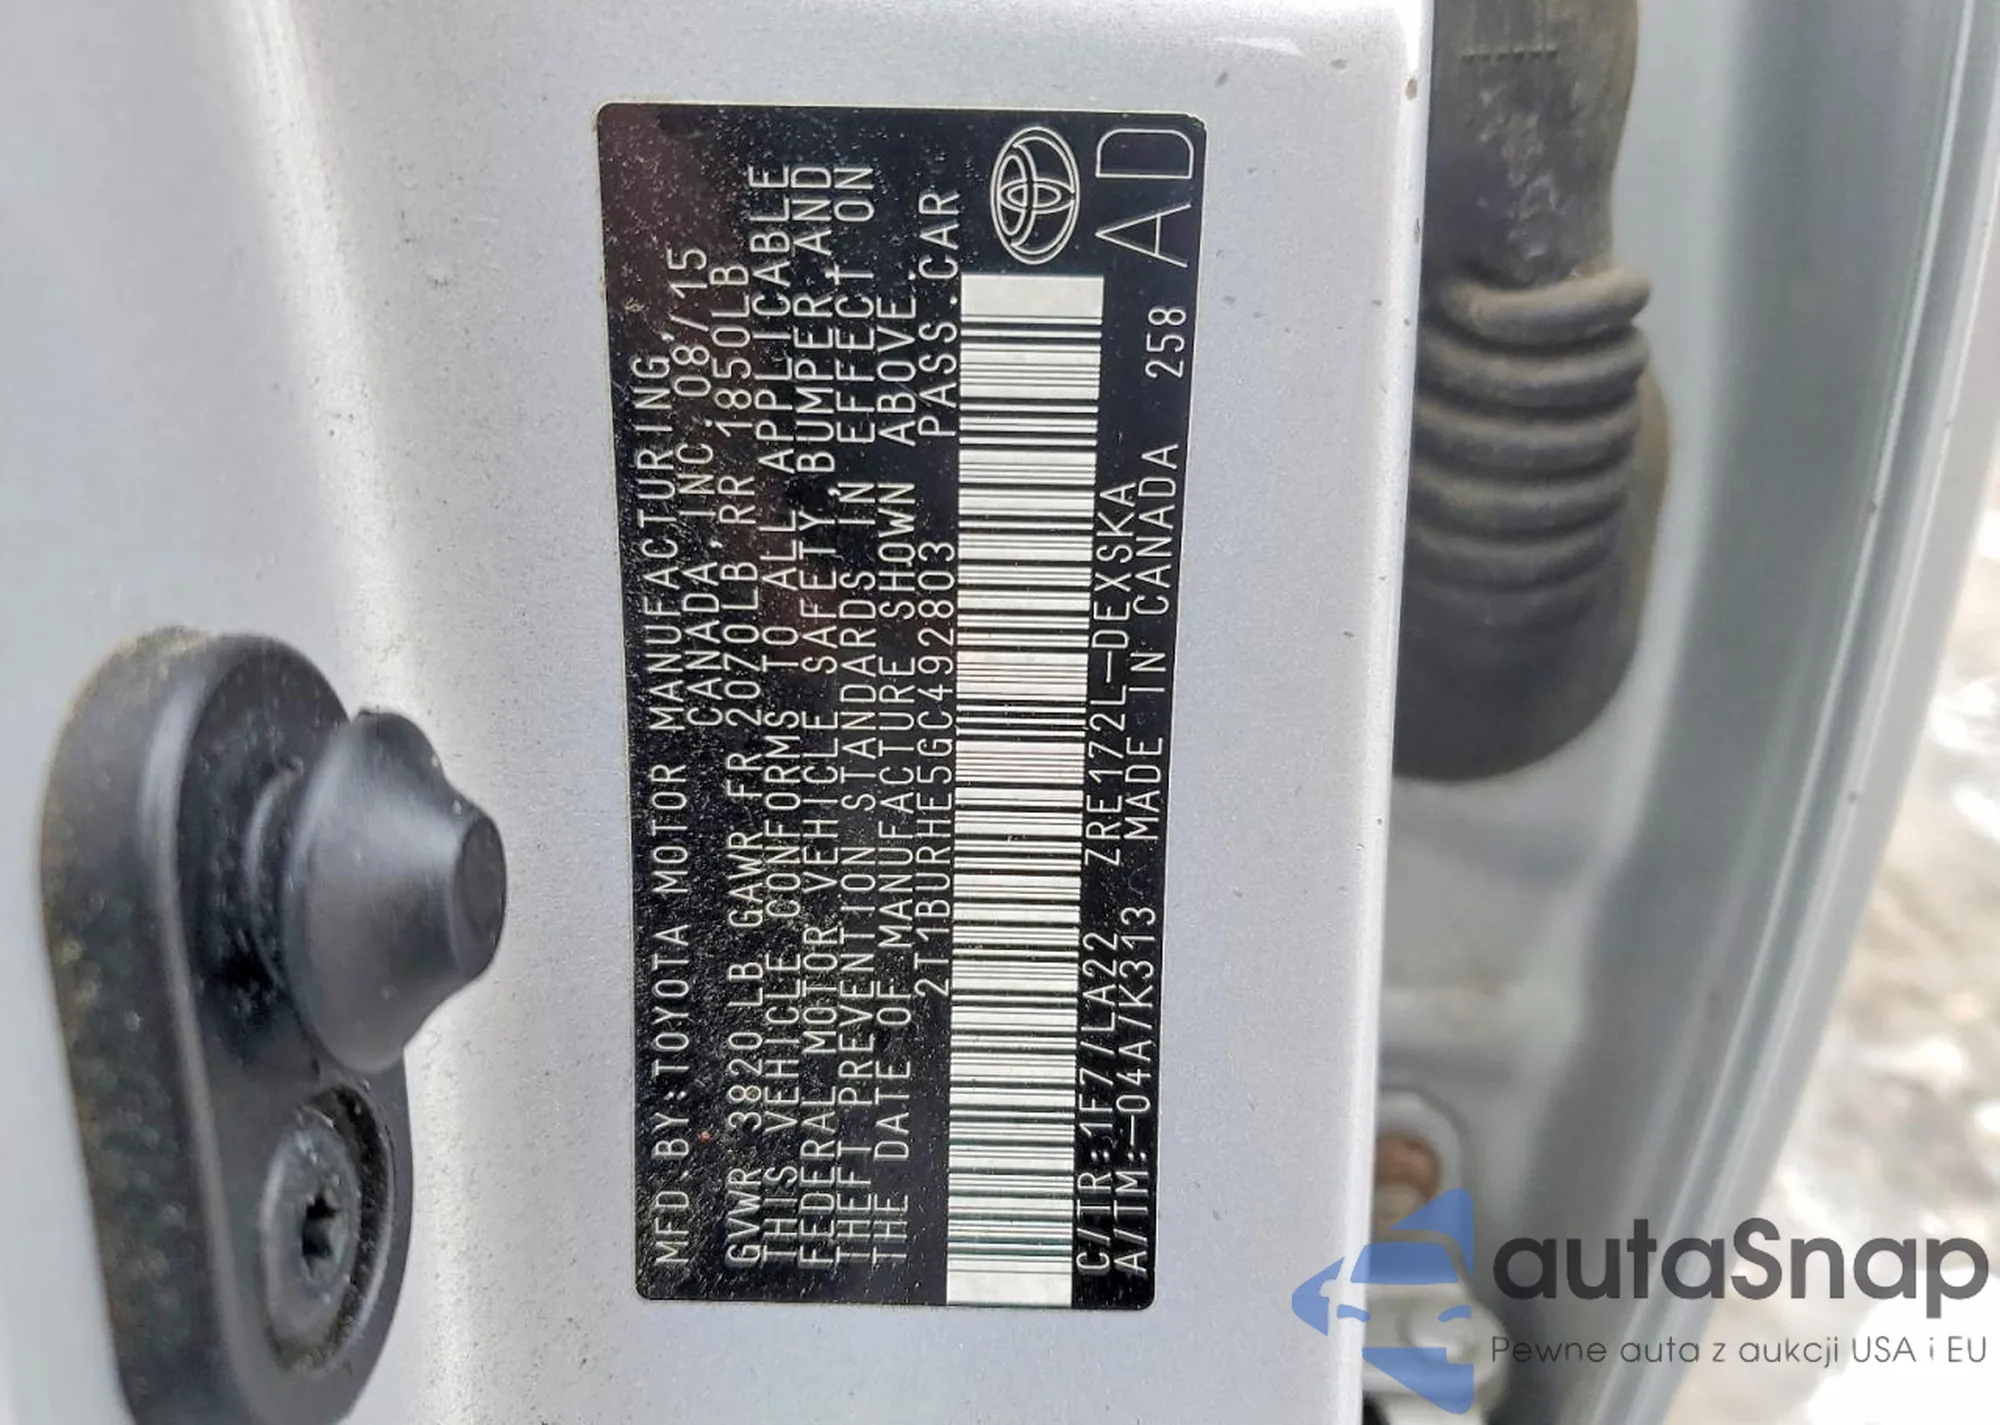 MFD.BY:TOYOTA MOTOR MANUFACTURING,
CANADA, INC. 08/15
GVWR 3820 LB GAWR FR 2070LB, RR 1850LB
THIS VEHICLE CONFORMS TO ALL APPLICABLE
FEDERAL MOTOR VEHICLE SAFETY, BUMPER, AND
THEFT PREVENTION STANDARDS IN EFFECT ON
THE DATE OF MANUFACTURE SHOWN ABOVE.
2T1BURHE5GC492803 PASS.CAR
C/TR:1F7/LA22 ZRE172L-DEXSKA
A/TM:-04A/K313 MADE IN CANADA 258
AD
autaSnap
Pewne auta z aukcji USA i EU